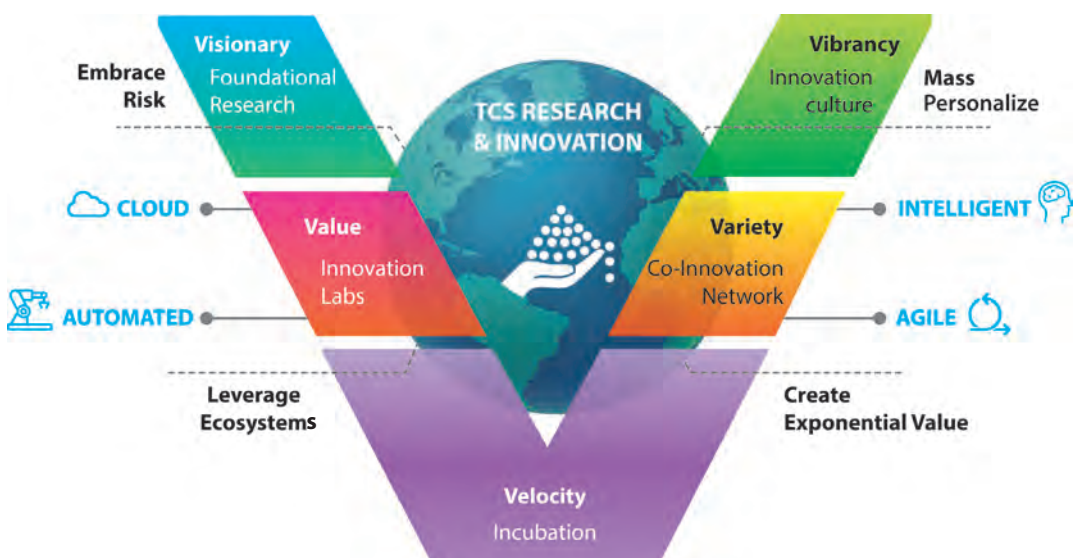 Visionary
Foundational
Research
Embrace
Risk
TCS RESEARCH
& INNOVATION
Vibrancy
Innovation
culture
Mass
Personalize
CLOUD
Value
Innovation
Labs
Variety
Co-Innovation
Network
INTELLIGENT
AUTOMATED
AGILE
Leverage
Ecosystems
Create
Exponential Value
Velocity
Incubation